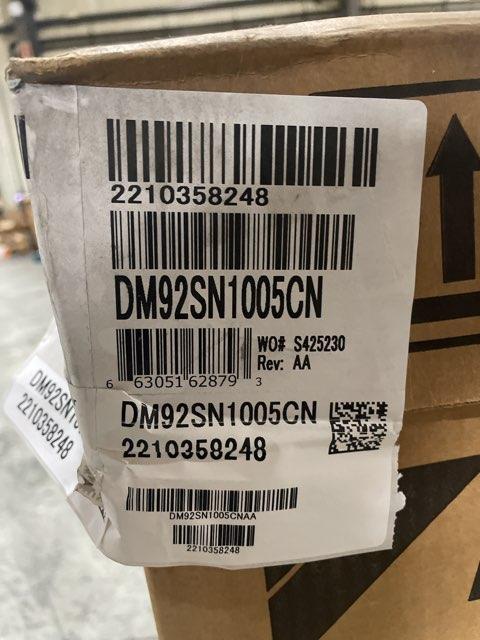 2210358248
DM92SN1005CN
WO# S425230
Rev: AA
6 63051 62879 3
DM92SN1005CN
2210358248
DM92SN1005CNAA
2210358248
2210358248